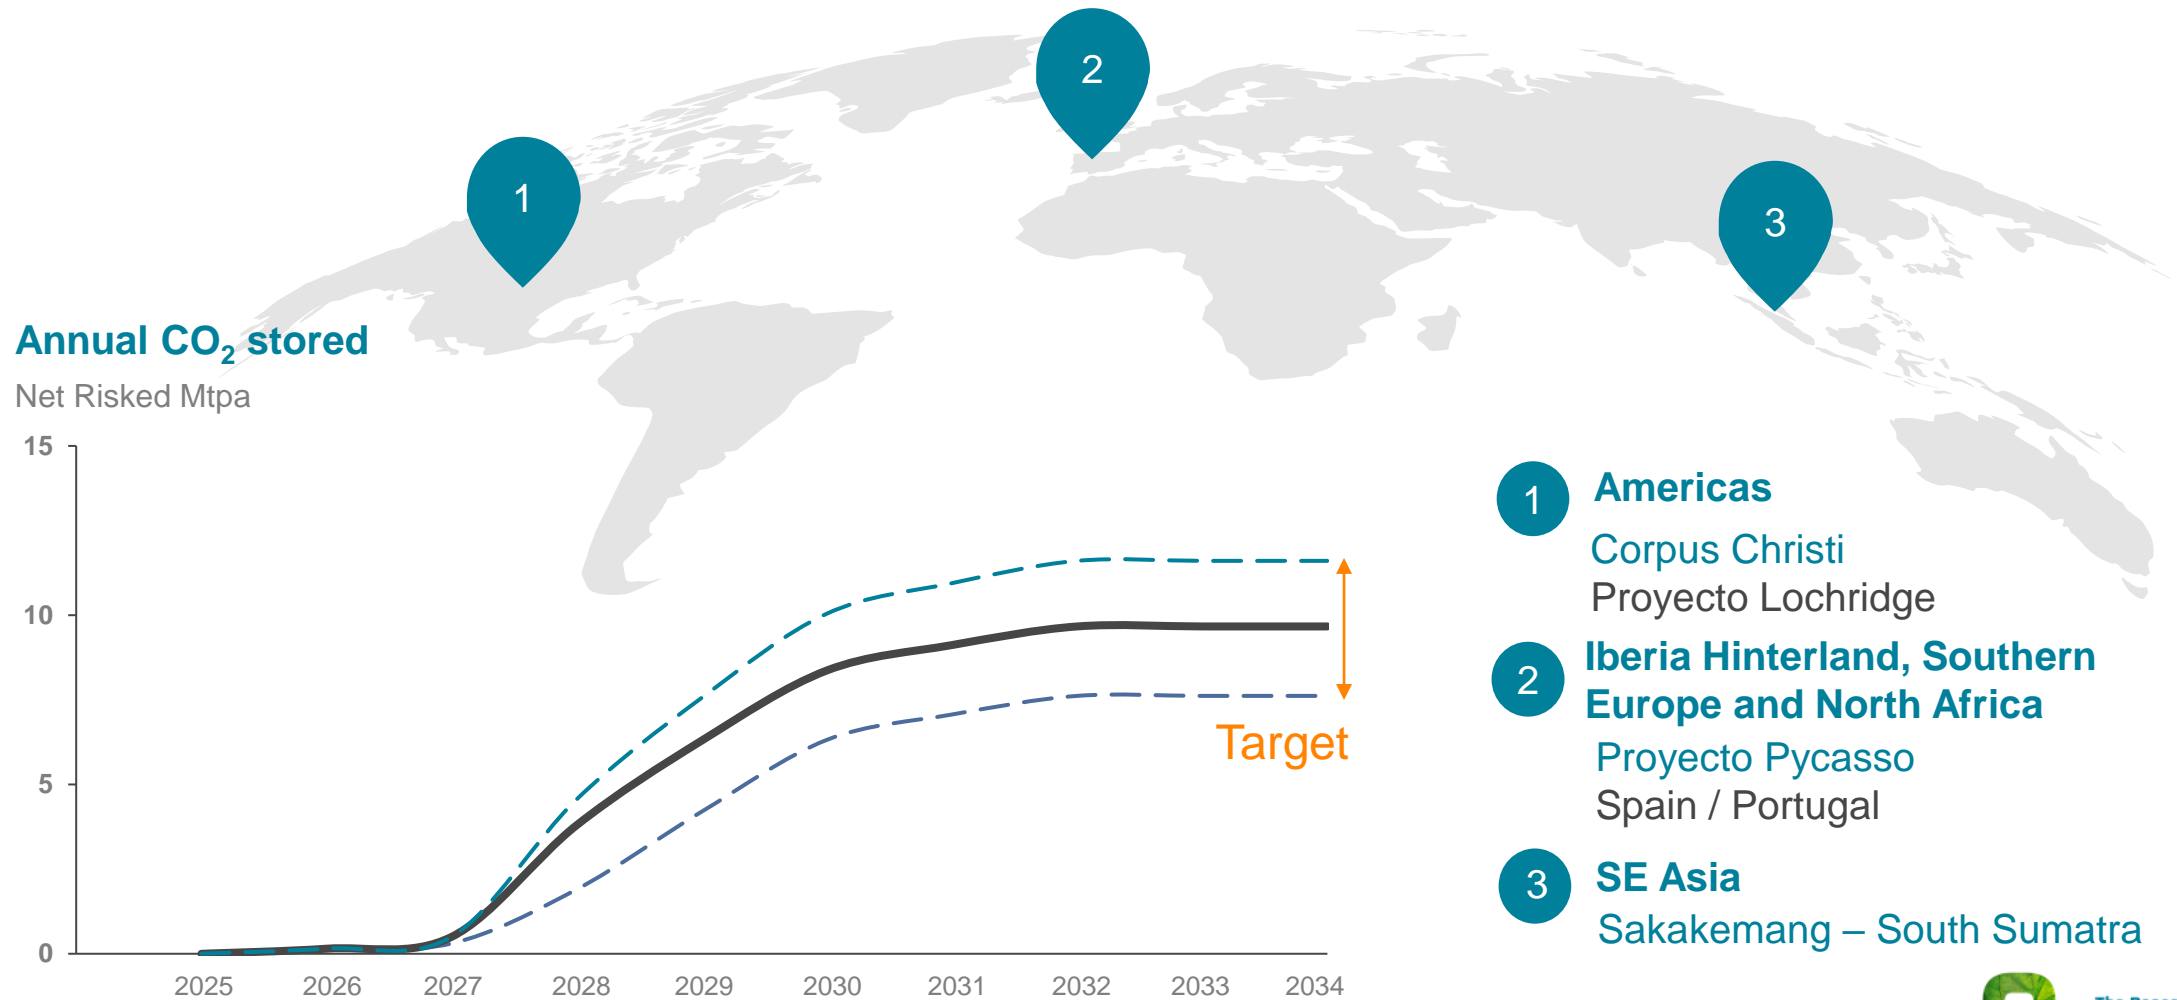 1
2
3
Annual CO₂ stored
Net Risked Mtpa
15
10
5
0
2025 2026 2027 2028 2029 2030 2031 2032 2033 2034
Target
1 Americas
Corpus Christi
Proyecto Lochridge
2 Iberia Hinterland, Southern
Europe and North Africa
Proyecto Pycasso
Spain / Portugal
3 SE Asia
Sakakemang – South Sumatra